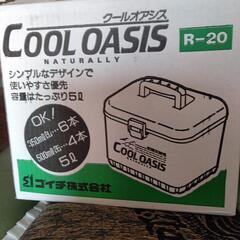 クールオアシス
COOL OASIS
NATURALLY
R-20
シンプルなデザインで
使いやすさ優先
容量はたっぷり5ℓ
OK!
350ml缶…6本
500ml缶…4本
5ℓ
COOL OASIS
ゴイチ株式会社